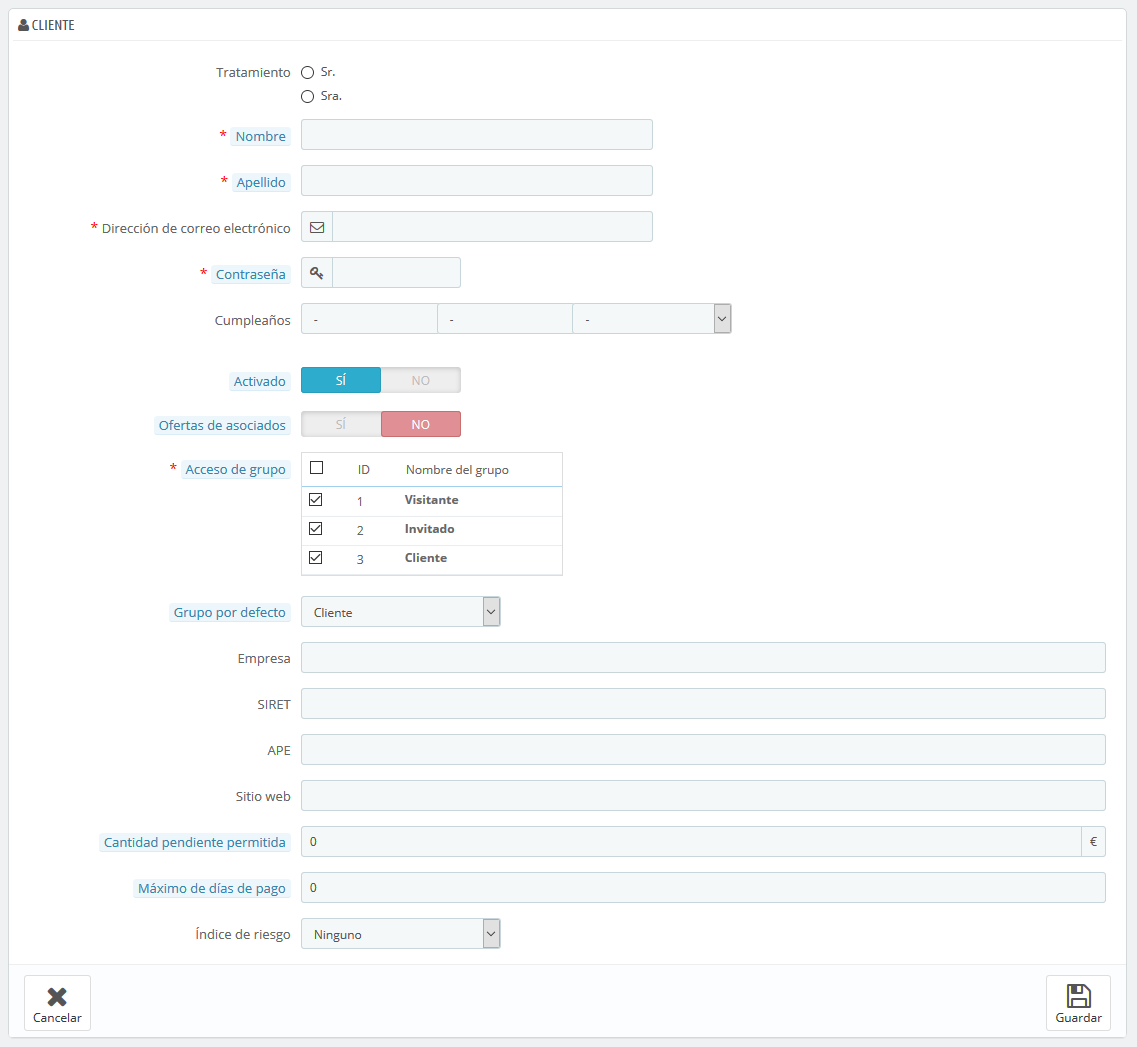 CLIENTE
Tratamiento Sr.
Sra.
* Nombre
* Apellido
* Dirección de correo electrónico
* Contraseña
Cumpleaños - - -
Activado SÍ NO
Ofertas de asociados SÍ NO
* Acceso de grupo ID Nombre del grupo
1 Visitante
2 Invitado
3 Cliente
Grupo por defecto Cliente
Empresa
SIRET
APE
Sitio web
Cantidad pendiente permitida 0 €
Máximo de días de pago 0
Índice de riesgo Ninguno
Cancelar Guardar